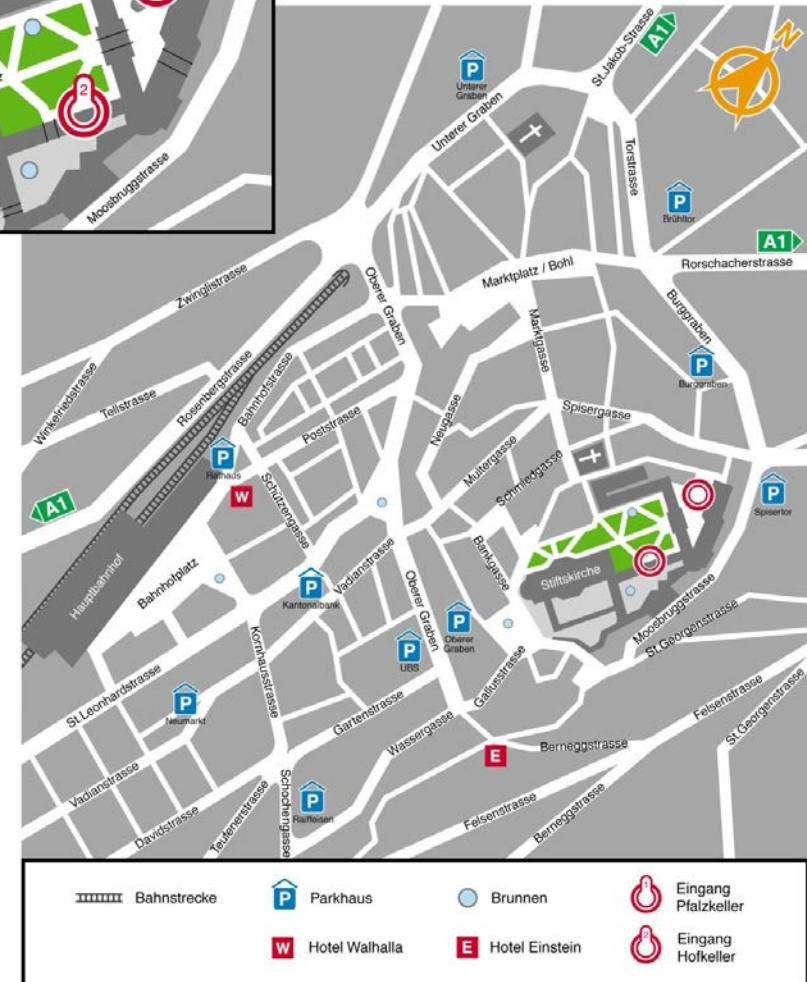 2
Moosbruggstrasse
P
Unterer
Graben
St.Jakob-Strasse
A1
N
Unterer Graben
Torstrasse
P
Brühltor
A1
Rorschacherstrasse
Marktplatz / Bohl
Zwinglistrasse
Oberer Graben
Burggraben
Marktgasse
P
Burggraben
Rosenbergstrasse
Bahnhofstrasse
Winkelriedstrasse
Tellstrasse
Poststrasse
Neugasse
Spisergasse
Multergasse
Schmiedgasse
P
Rathaus
W
Schützengasse
P
Spisertor
A1
Hauptbahnhof
Bahnhofplatz
Vadianstrasse
Bankgasse
Stiftskirche
P
Kantonalbank
Oberer Graben
P
Oberer
Graben
Moosbruggstrasse
St.Georgenstrasse
P
UBS
Kornhausstrasse
Gallusstrasse
St.Leonhardstrasse
P
Neumarkt
Gartenstrasse
Wassergasse
Felsenstrasse
St.Georgenstrasse
E
Berneggstrasse
Vadianstrasse
Davidstrasse
Teufenerstrasse
Schochengasse
P
Raiffeisen
Felsenstrasse
Berneggstrasse
Bahnstrecke
P Parkhaus
Brunnen
1 Eingang
Pfalzkeller
W Hotel Walhalla
E Hotel Einstein
2 Eingang
Hofkeller